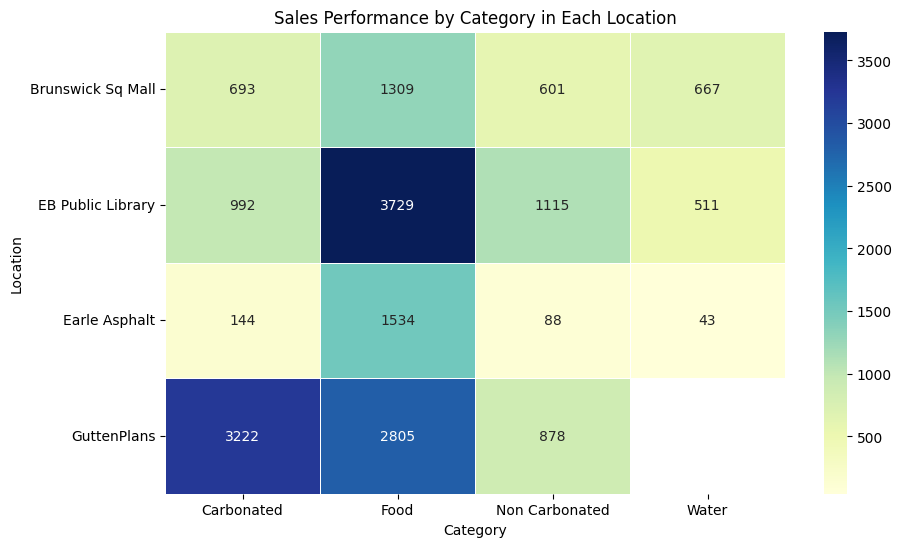 Sales Performance by Category in Each Location
Brunswick Sq Mall 693 1309 601 667
EB Public Library 992 3729 1115 511
Earle Asphalt 144 1534 88 43
GuttenPlans 3222 2805 878
Carbonated Food Non Carbonated Water
Category
Location
3500
3000
2500
2000
1500
1000
500